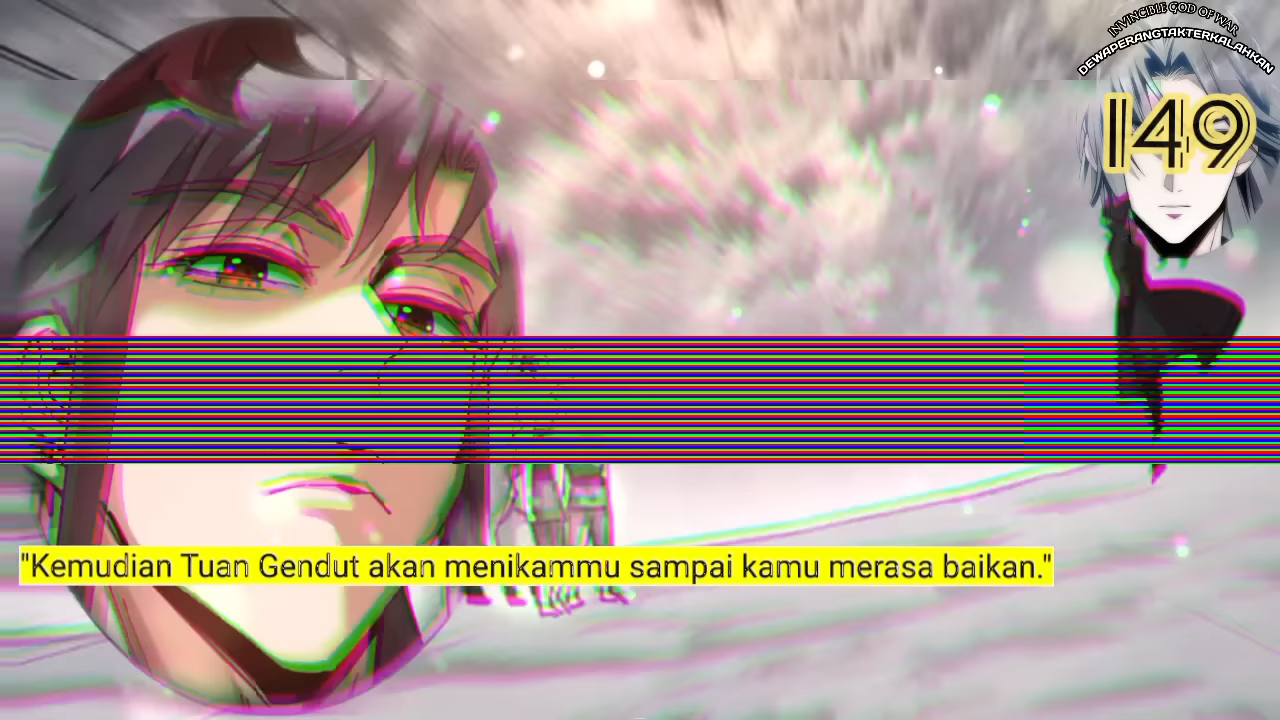 INVINCIBLE GOD OF WAR
DEWAPERANGTAKTERKALAHKAN
149
"Kemudian Tuan Gendut akan menikammu sampai kamu merasa baikan."